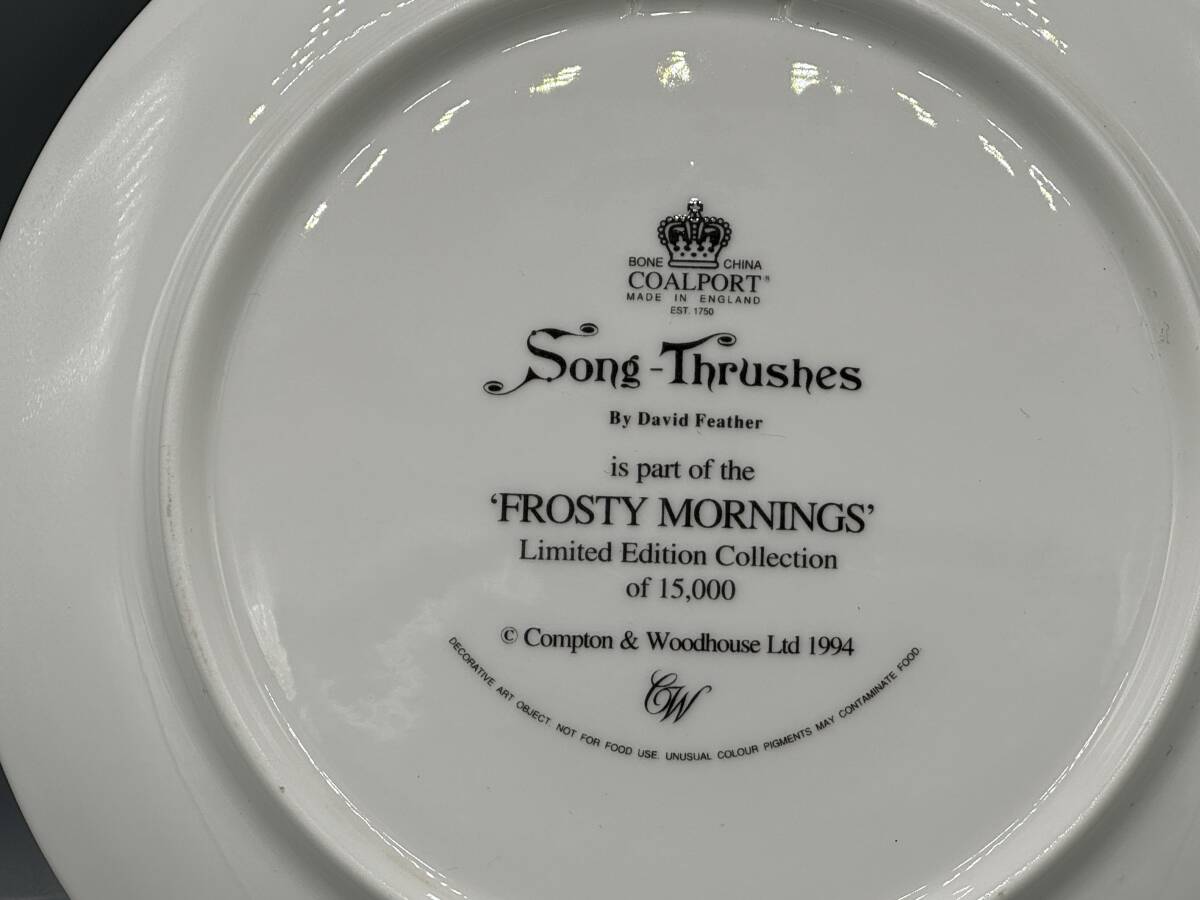 BONE CHINA
COALPORT®
MADE IN ENGLAND
EST. 1750
Song-Thrushes
By David Feather
is part of the
‘FROSTY MORNINGS’
Limited Edition Collection
of 15,000
© Compton & Woodhouse Ltd 1994
CW
DECORATIVE ART OBJECT. NOT FOR FOOD USE. UNUSUAL COLOUR PIGMENTS MAY CONTAMINATE FOOD.